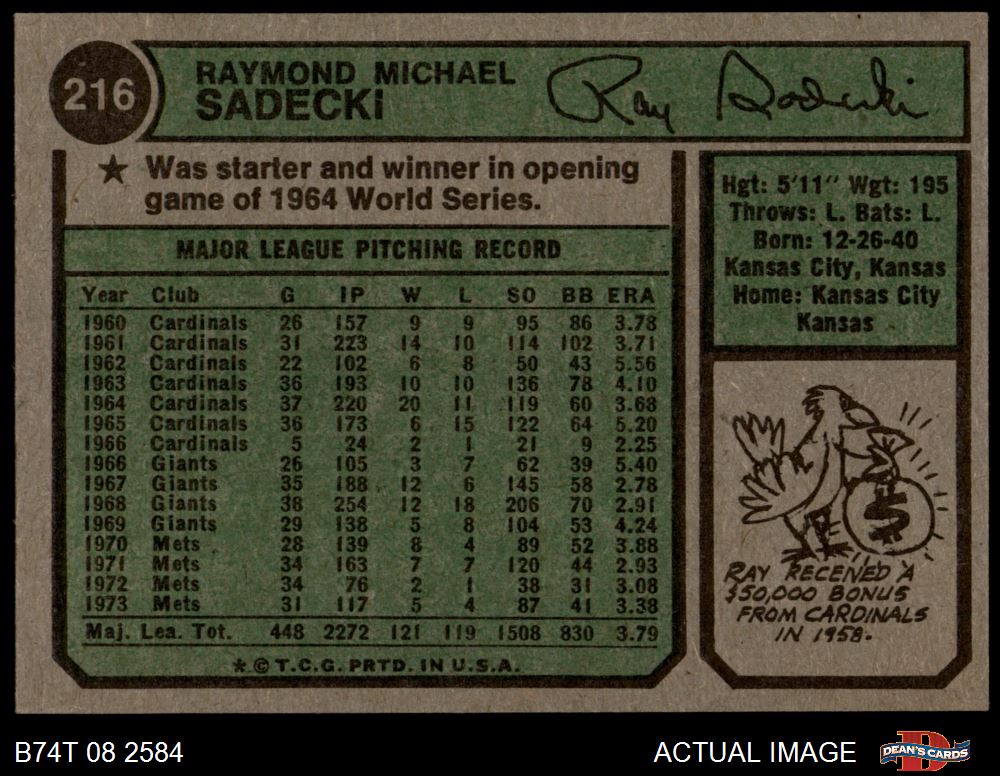 216
RAYMOND MICHAEL
SADECKI
Ray Sadecki
★ Was starter and winner in opening
game of 1964 World Series.
MAJOR LEAGUE PITCHING RECORD
Year Club G IP W L SO BB ERA
1960 Cardinals 26 157 9 9 95 86 3.78
1961 Cardinals 31 223 14 10 114 102 3.71
1962 Cardinals 22 102 6 8 50 43 5.56
1963 Cardinals 36 193 10 10 136 78 4.10
1964 Cardinals 37 220 20 11 119 60 3.68
1965 Cardinals 36 173 6 15 122 64 5.20
1966 Cardinals 5 24 2 1 21 9 2.25
1966 Giants 26 105 3 7 62 39 5.40
1967 Giants 35 188 12 6 145 58 2.78
1968 Giants 38 254 12 18 206 70 2.91
1969 Giants 29 138 5 8 104 53 4.24
1970 Mets 28 139 8 4 89 52 3.88
1971 Mets 34 163 7 7 120 44 2.93
1972 Mets 34 76 2 1 38 31 3.08
1973 Mets 31 117 5 4 87 41 3.38
Maj. Lea. Tot. 448 2272 121 119 1508 830 3.79
★ © T.C.G. PRTD. IN U.S.A.
Hgt: 5'11" Wgt: 195
Throws: L. Bats: L.
Born: 12-26-40
Kansas City, Kansas
Home: Kansas City
Kansas
$
RAY RECEIVED A
$50,000 BONUS
FROM CARDINALS
IN 1958.
B74T 08 2584
ACTUAL IMAGE
D
DEAN'S CARDS